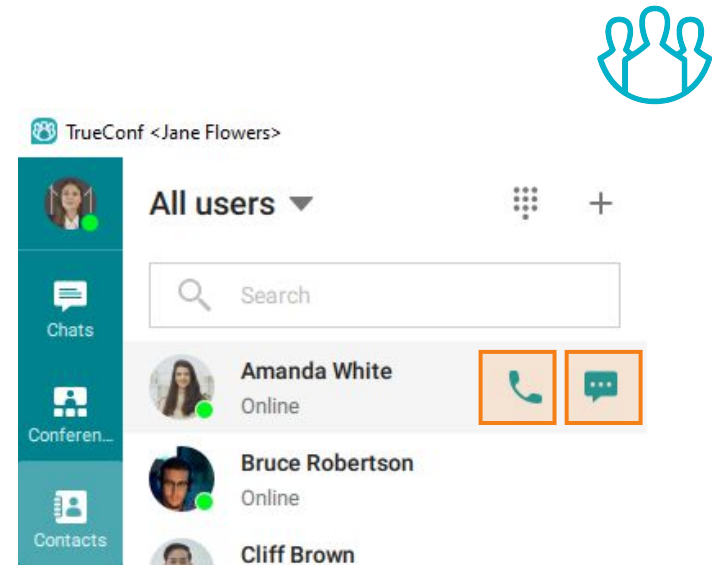 TrueConf <Jane Flowers>
All users
Search
Chats
Amanda White
Online
Conferen...
Bruce Robertson
Online
Contacts
Cliff Brown